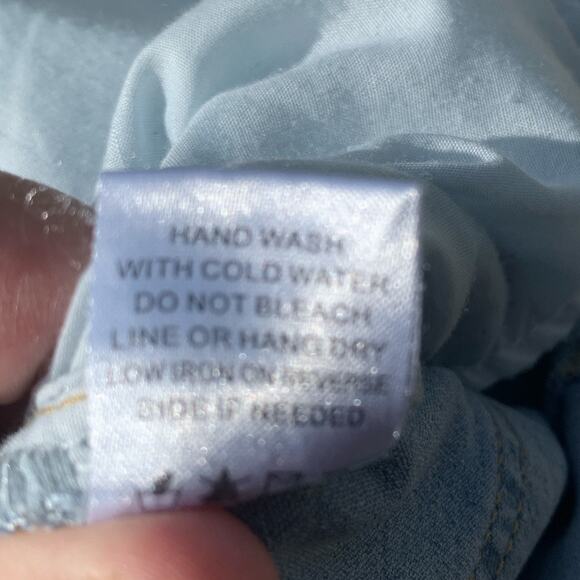 HAND WASH
WITH COLD WATER
DO NOT BLEACH
LINE OR HANG DRY
LOW IRON ON REVERSE
SIDE IF NEEDED